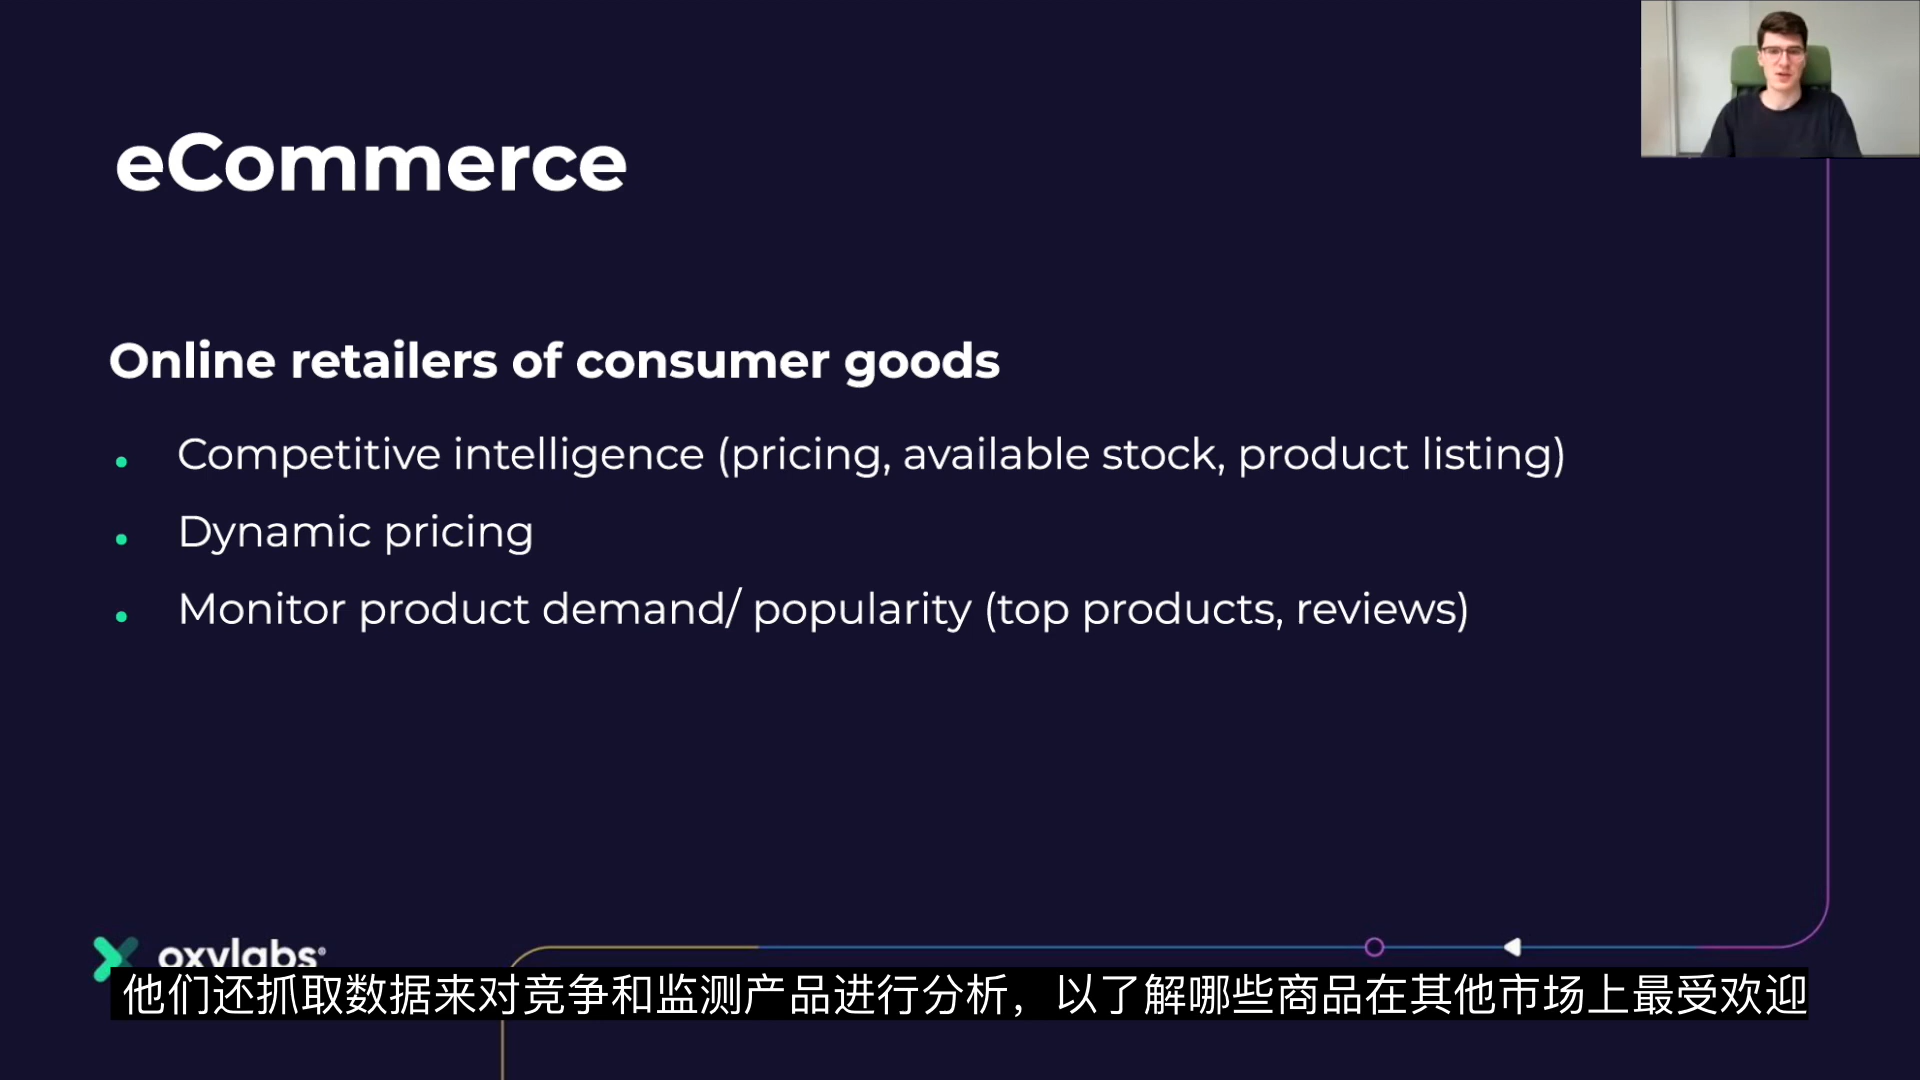 eCommerce
Online retailers of consumer goods
• Competitive intelligence (pricing, available stock, product listing)
• Dynamic pricing
• Monitor product demand/ popularity (top products, reviews)
oxylabs®
他们还抓取数据来对竞争和监测产品进行分析，以了解哪些商品在其他市场上最受欢迎